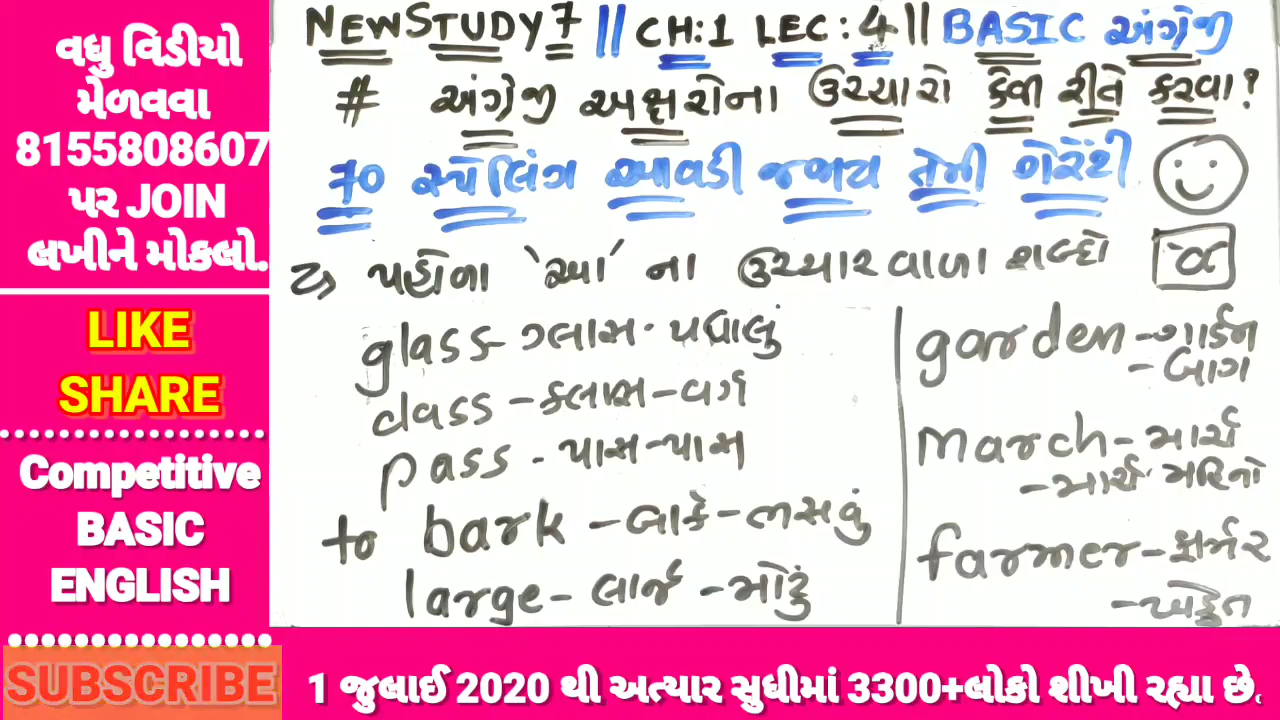 વધુ વિડીયો
મેળવવા
8155808607
પર JOIN
લખીને મોકલો.
LIKE
SHARE
Competitive
BASIC
ENGLISH
SUBSCRIBE
NEWSTUDY 7 || CH:1 LEC:4 || BASIC અંગ્રેજી
# અંગ્રેજી અક્ષરોના ઉચ્ચારો કેવી રીતે કરવા?
70 સ્પેલિંગ આવડી જાય તેની ગેરેંટી
પહોળા 'આ' ના ઉચ્ચાર વાળા શબ્દો a
glass - ગ્લાસ - પ્યાલું
class - ક્લાસ - વર્ગ
pass - પાસ - પાસ
to bark - બાર્ક - ભસવું
large - લાર્જ - મોટું
garden - ગાર્ડન
- બાગ
March - માર્ચ
- માર્ચ મહિનો
farmer - ફાર્મર
- ખેડૂત
1 જુલાઈ 2020 થી અત્યાર સુધીમાં 3300+લોકો શીખી રહ્યા છે.